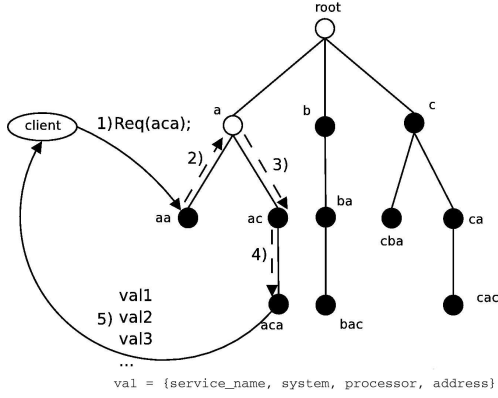 root
a
b
c
client
1)Req(aca);
2)
3)
aa
ac
ba
cba
ca
4)
aca
bac
cac
5)
val1
val2
val3
...
val = {service_name, system, processor, address}